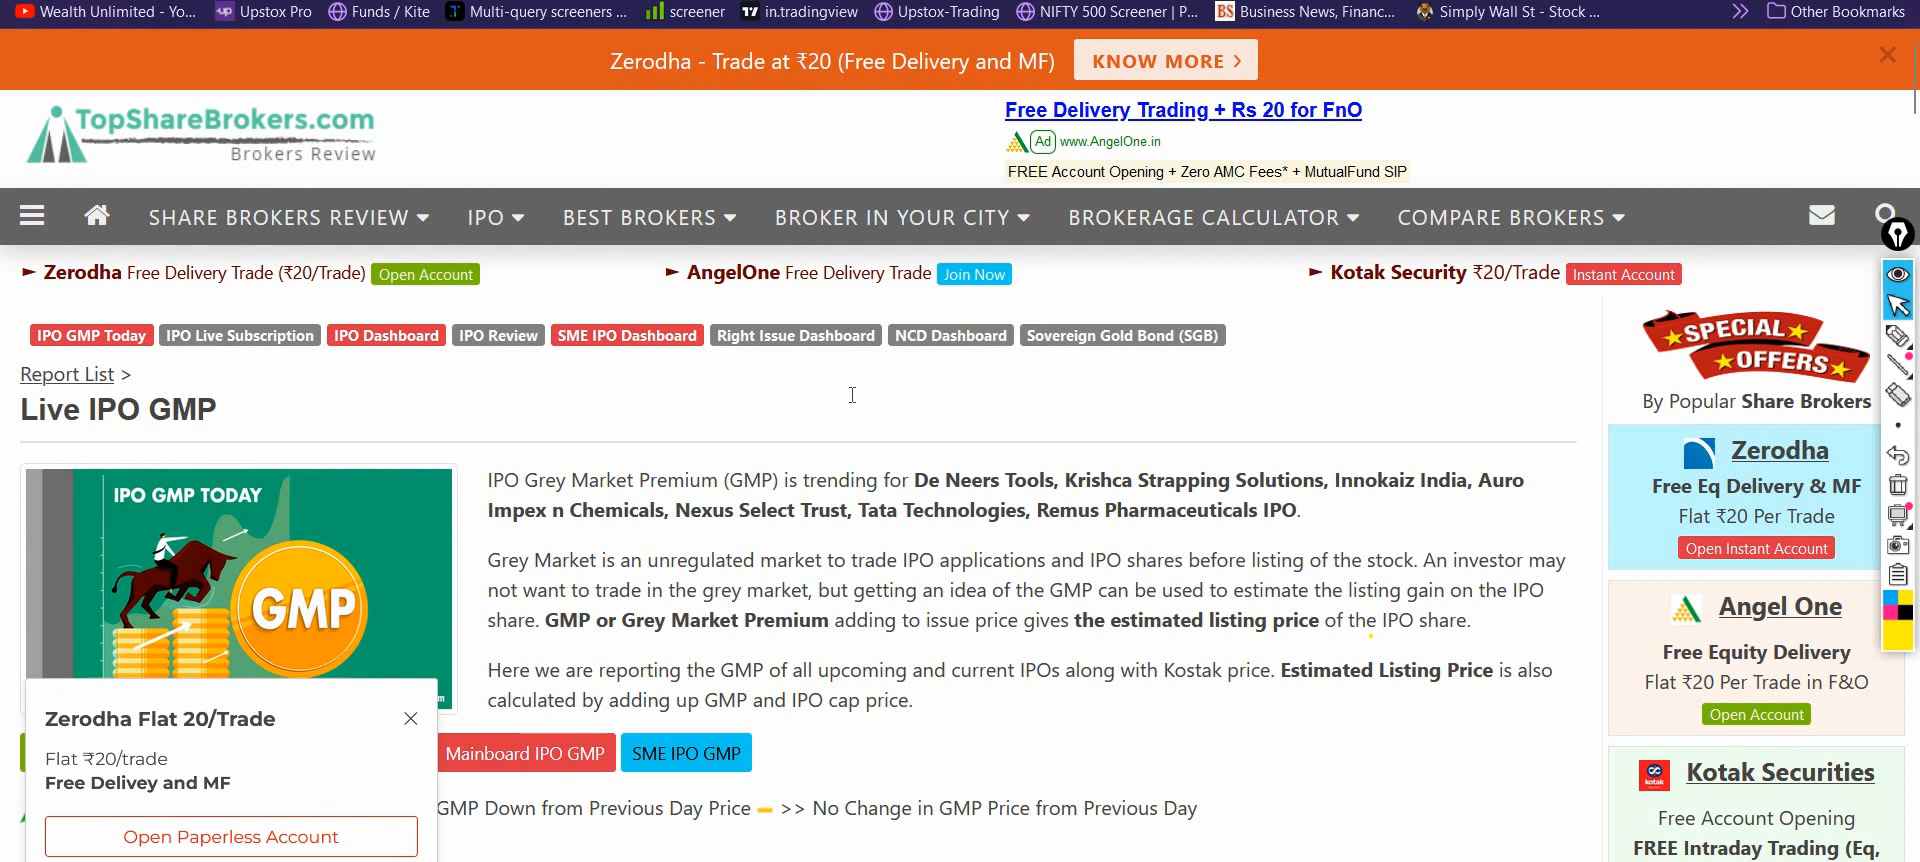 Wealth Unlimited - Yo... Upstox Pro Funds / Kite Multi-query screeners ... screener in.tradingview Upstox-Trading NIFTY 500 Screener | P... BS Business News, Financ... Simply Wall St - Stock ... Other Bookmarks
Zerodha - Trade at ₹20 (Free Delivery and MF) KNOW MORE
TopShareBrokers.com
Brokers Review
Free Delivery Trading + Rs 20 for FnO
Ad www.AngelOne.in
FREE Account Opening + Zero AMC Fees* + MutualFund SIP
SHARE BROKERS REVIEW IPO BEST BROKERS BROKER IN YOUR CITY BROKERAGE CALCULATOR COMPARE BROKERS
Zerodha Free Delivery Trade (₹20/Trade) Open Account AngelOne Free Delivery Trade Join Now Kotak Security ₹20/Trade Instant Account
IPO GMP Today IPO Live Subscription IPO Dashboard IPO Review SME IPO Dashboard Right Issue Dashboard NCD Dashboard Sovereign Gold Bond (SGB)
Report List >
Live IPO GMP
IPO GMP TODAY
GMP
IPO Grey Market Premium (GMP) is trending for De Neers Tools, Krishca Strapping Solutions, Innokaiz India, Auro
Impex n Chemicals, Nexus Select Trust, Tata Technologies, Remus Pharmaceuticals IPO.
Grey Market is an unregulated market to trade IPO applications and IPO shares before listing of the stock. An investor may
not want to trade in the grey market, but getting an idea of the GMP can be used to estimate the listing gain on the IPO
share. GMP or Grey Market Premium adding to issue price gives the estimated listing price of the IPO share.
Here we are reporting the GMP of all upcoming and current IPOs along with Kostak price. Estimated Listing Price is also
calculated by adding up GMP and IPO cap price.
Mainboard IPO GMP SME IPO GMP
GMP Down from Previous Day Price >> No Change in GMP Price from Previous Day
Zerodha Flat 20/Trade
Flat ₹20/trade
Free Delivey and MF
Open Paperless Account
SPECIAL
OFFERS
By Popular Share Brokers
Zerodha
Free Eq Delivery & MF
Flat ₹20 Per Trade
Open Instant Account
Angel One
Free Equity Delivery
Flat ₹20 Per Trade in F&O
Open Account
kotak Kotak Securities
Free Account Opening
FREE Intraday Trading (Eq,